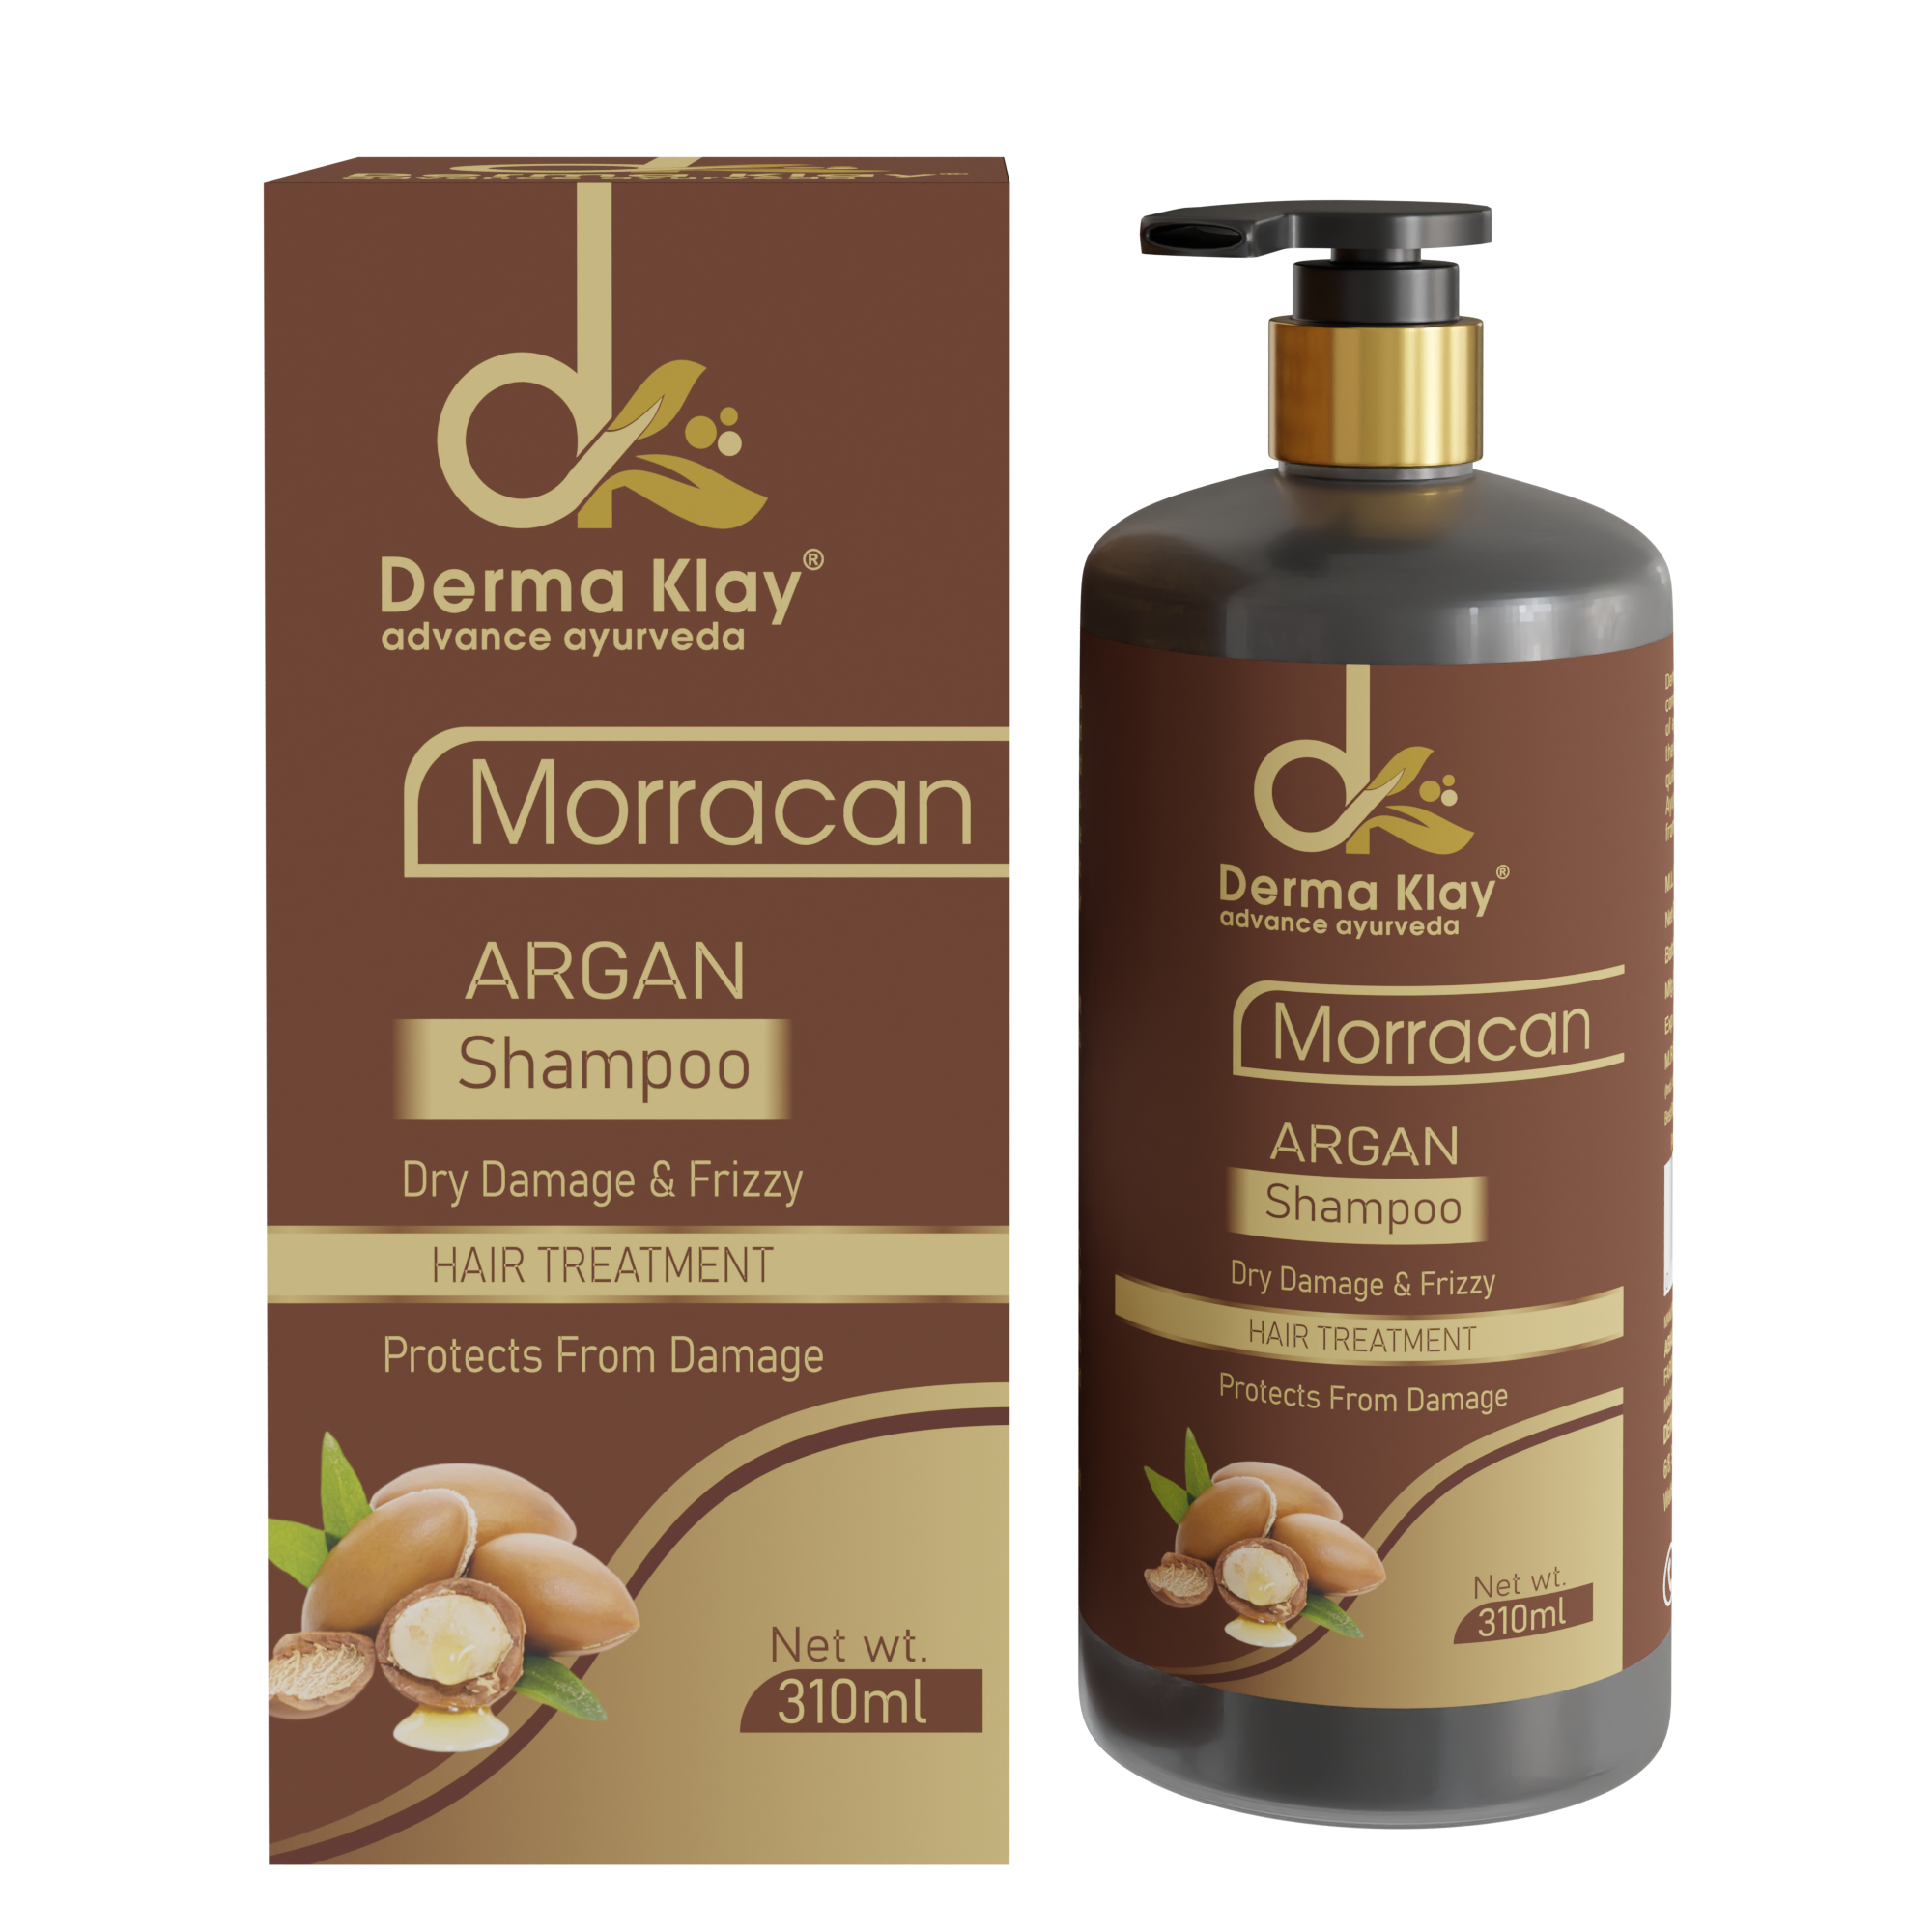 Derma Klay®
advance ayurveda
Morracan
ARGAN
Shampoo
Dry Damage & Frizzy
HAIR TREATMENT
Protects From Damage
Net wt.
310ml
Derma Klay®
advance ayurveda
Morracan
ARGAN
Shampoo
Dry Damage & Frizzy
HAIR TREATMENT
Protects From Damage
Net wt.
310ml